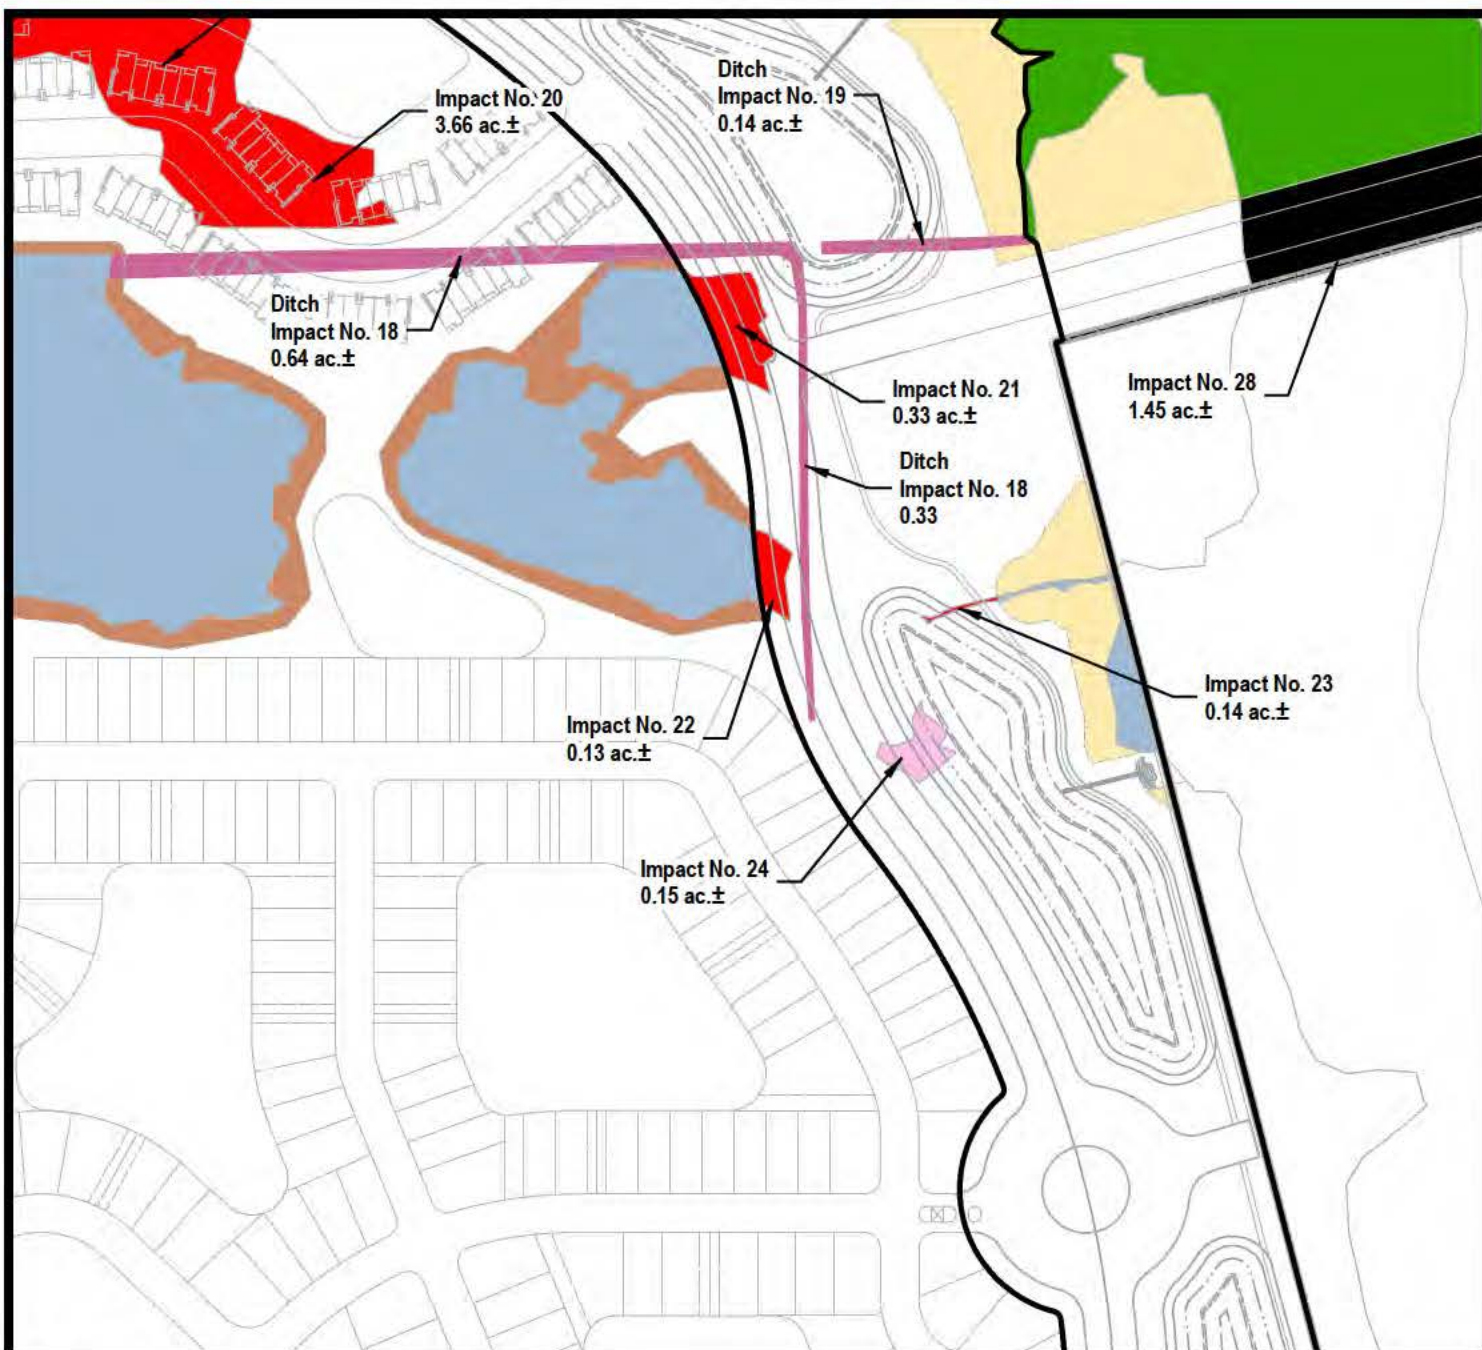 Ditch
Impact No. 19
0.14 ac.±
Impact No. 20
3.66 ac.±
Ditch
Impact No. 18
0.64 ac.±
Impact No. 21
0.33 ac.±
Impact No. 28
1.45 ac.±
Ditch
Impact No. 18
0.33
Impact No. 23
0.14 ac.±
Impact No. 22
0.13 ac.±
Impact No. 24
0.15 ac.±